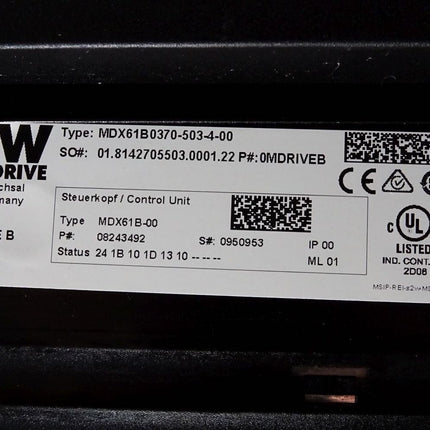 W
Type: MDX61B0370-503-4-00
SO#: 01.8142705503.0001.22 P#:0MDRIVEB
DRIVE
chsal
many
Steuerkopf / Control Unit
Type MDX61B-00
P#: 08243492 S#: 0950953 IP 00
Status 24 1B 10 1D 13 10 -- -- -- ML 01
E B
CE
C UL US
LISTED
IND. CONT.
2D06